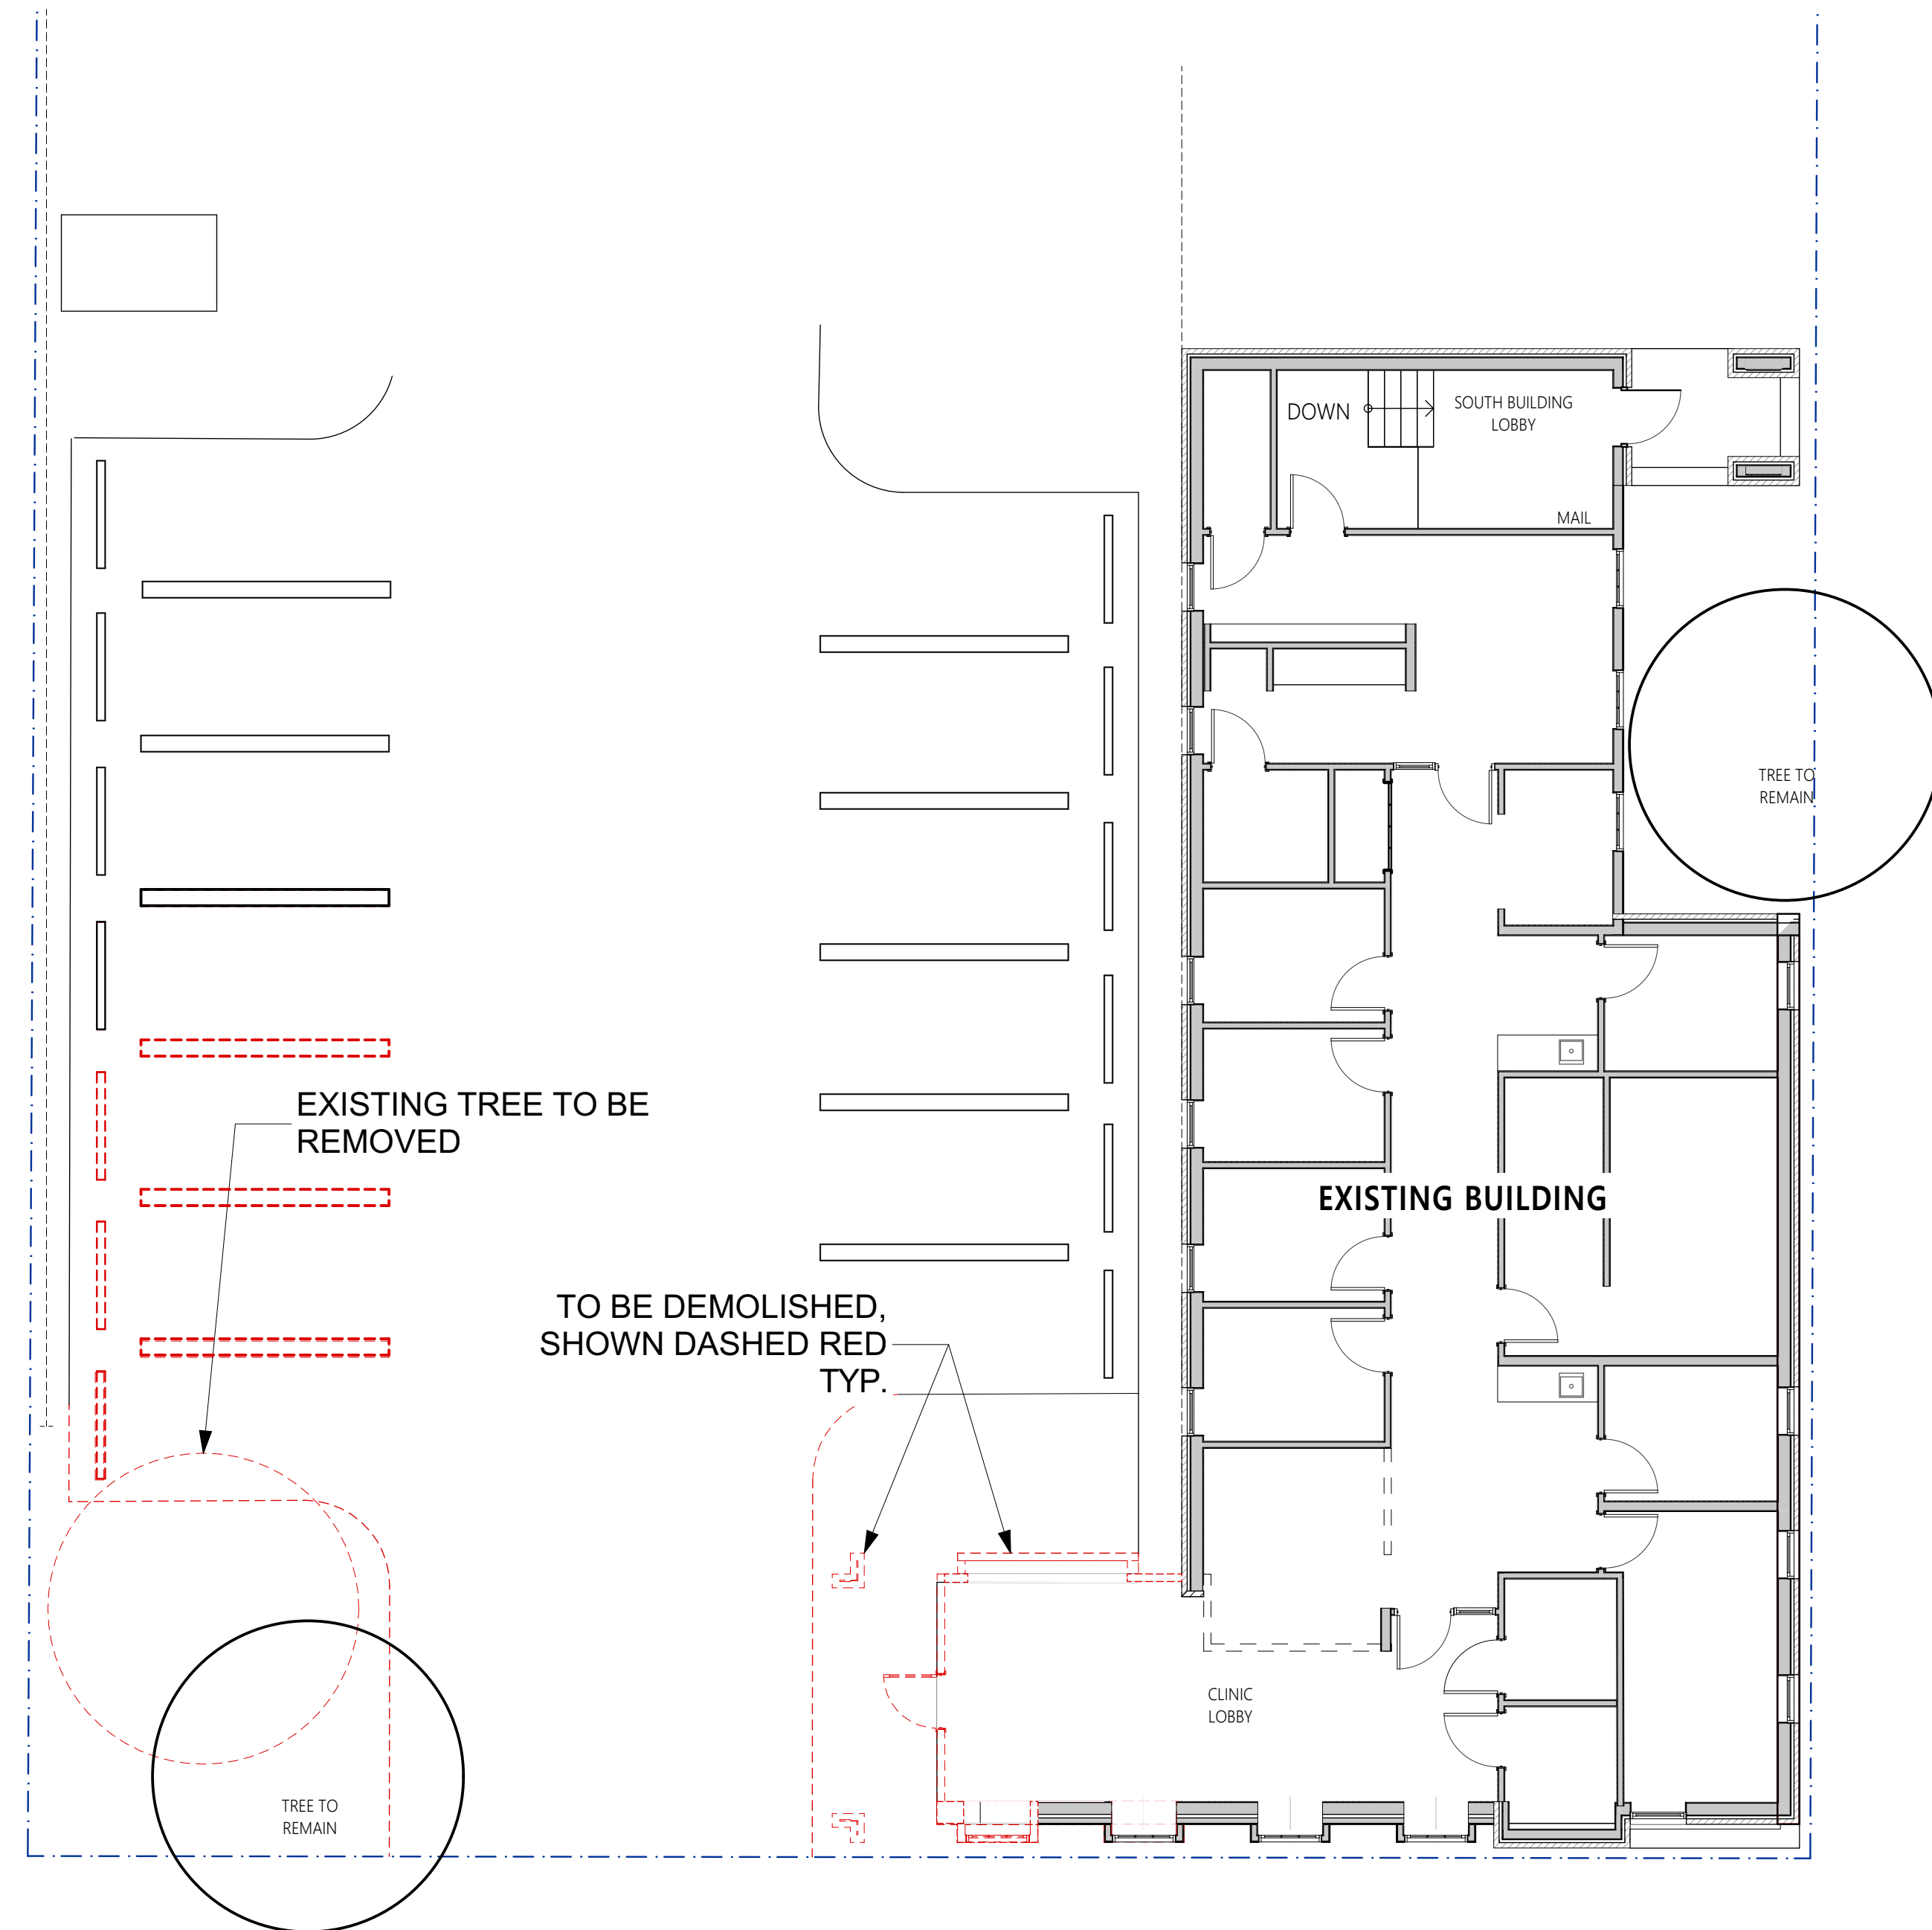 DOWN
SOUTH BUILDING
LOBBY
MAIL
TREE TO
REMAIN
EXISTING TREE TO BE
REMOVED
EXISTING BUILDING
TO BE DEMOLISHED,
SHOWN DASHED RED
TYP.
CLINIC
LOBBY
TREE TO
REMAIN